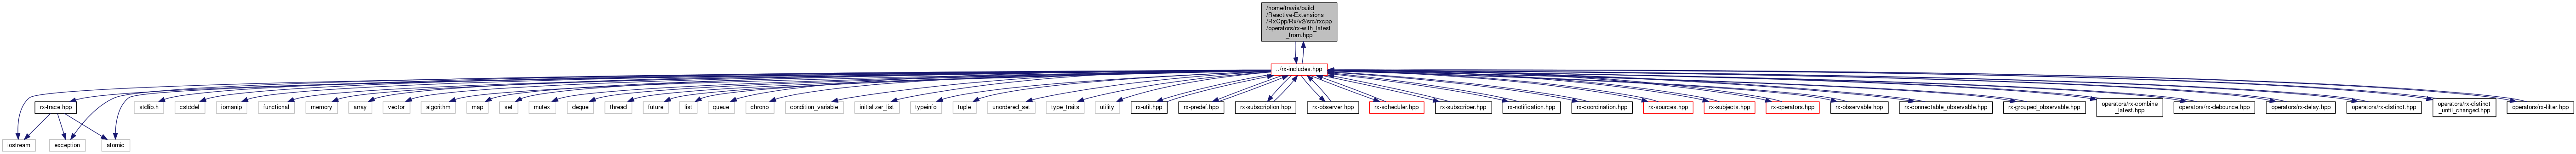 /home/travis/build
/Reactive-Extensions
/RxCpp/Rx/v2/src/rxcpp
/operators/rx-with_latest
_from.hpp
../rx-includes.hpp
rx-trace.hpp
stdlib.h
cstddef
iomanip
functional
memory
array
vector
algorithm
map
set
mutex
deque
thread
future
list
queue
chrono
condition_variable
initializer_list
typeinfo
tuple
unordered_set
type_traits
utility
rx-util.hpp
rx-predef.hpp
rx-subscription.hpp
rx-observer.hpp
rx-scheduler.hpp
rx-subscriber.hpp
rx-notification.hpp
rx-coordination.hpp
rx-sources.hpp
rx-subjects.hpp
rx-operators.hpp
rx-observable.hpp
rx-connectable_observable.hpp
rx-grouped_observable.hpp
operators/rx-combine
_latest.hpp
operators/rx-debounce.hpp
operators/rx-delay.hpp
operators/rx-distinct.hpp
operators/rx-distinct
_until_changed.hpp
operators/rx-filter.hpp
iostream
exception
atomic